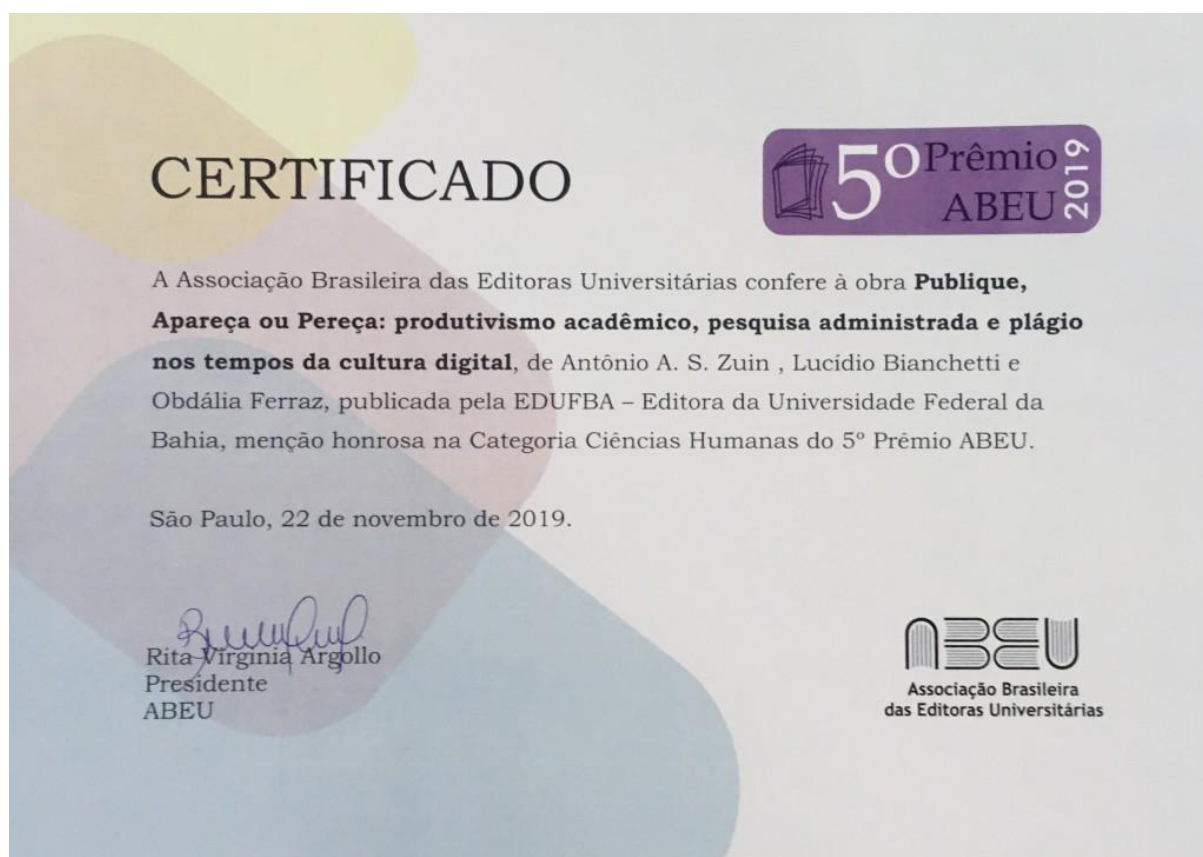 CERTIFICADO
5º Prêmio
ABEU
2019
A Associação Brasileira das Editoras Universitárias confere à obra Publique,
Apareça ou Pereça: produtivismo acadêmico, pesquisa administrada e plágio
nos tempos da cultura digital, de Antônio A. S. Zuin , Lucídio Bianchetti e
Obdália Ferraz, publicada pela EDUFBA – Editora da Universidade Federal da
Bahia, menção honrosa na Categoria Ciências Humanas do 5º Prêmio ABEU.
São Paulo, 22 de novembro de 2019.
Rita Virginia Argollo
Presidente
ABEU
ABEU
Associação Brasileira
das Editoras Universitárias